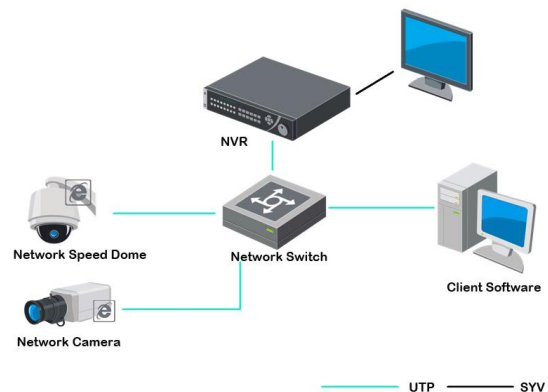 NVR
Network Speed Dome
Network Switch
Client Software
Network Camera
UTP SYV